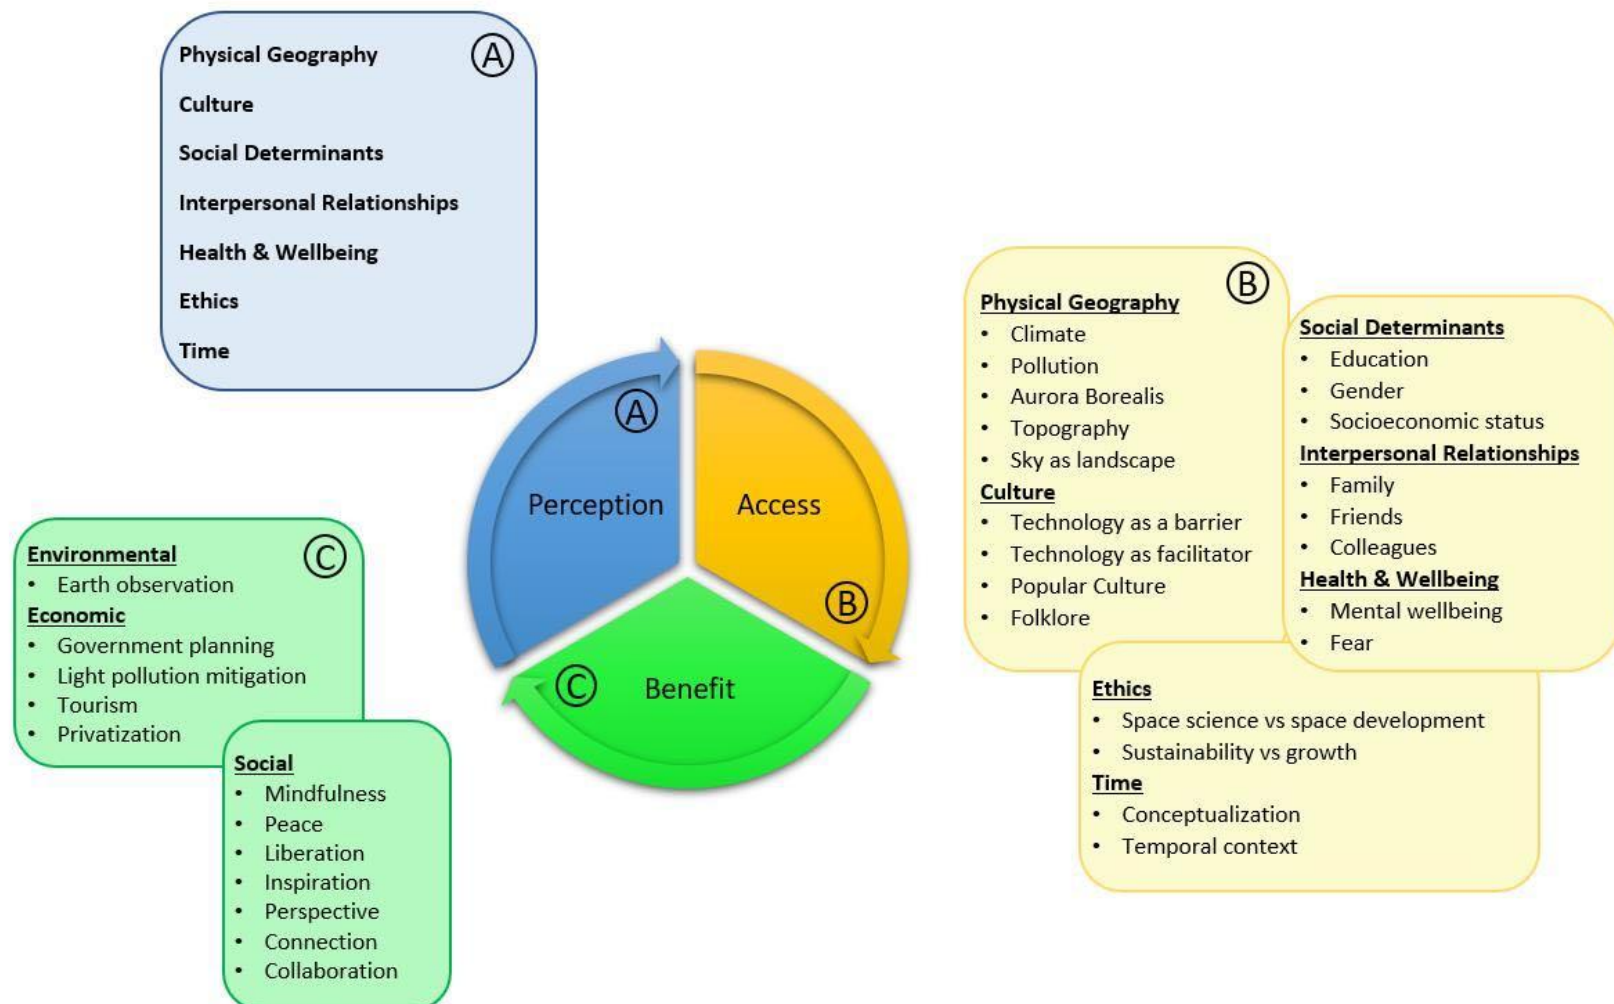 Physical Geography
Ⓐ
Culture
Social Determinants
Interpersonal Relationships
Health & Wellbeing
Ethics
Time
Ⓐ
Perception
Access
Ⓑ
Ⓒ
Benefit
Ⓑ
Physical Geography
• Climate
• Pollution
• Aurora Borealis
• Topography
• Sky as landscape
Culture
• Technology as a barrier
• Technology as facilitator
• Popular Culture
• Folklore
Social Determinants
• Education
• Gender
• Socioeconomic status
Interpersonal Relationships
• Family
• Friends
• Colleagues
Health & Wellbeing
• Mental wellbeing
• Fear
Ethics
• Space science vs space development
• Sustainability vs growth
Time
• Conceptualization
• Temporal context
Environmental
Ⓒ
• Earth observation
Economic
• Government planning
• Light pollution mitigation
• Tourism
• Privatization
Social
• Mindfulness
• Peace
• Liberation
• Inspiration
• Perspective
• Connection
• Collaboration